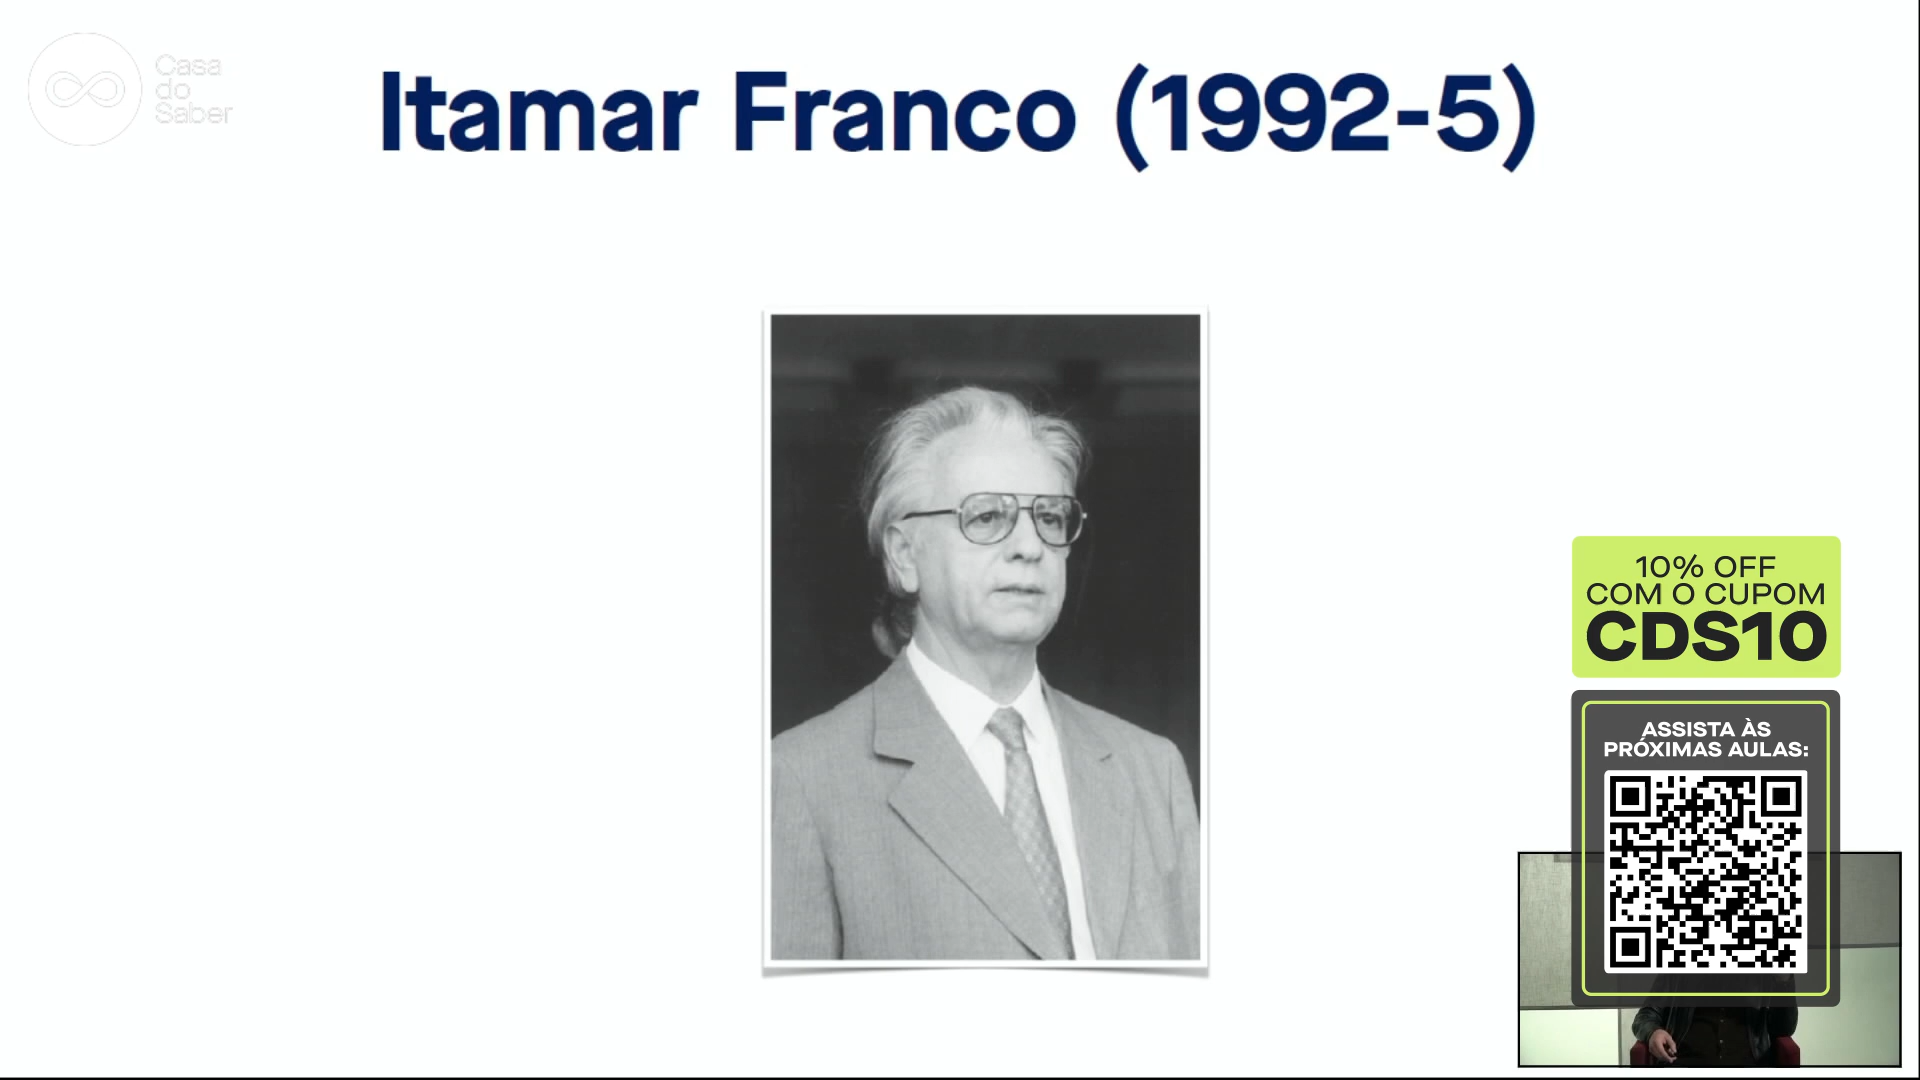 Casa
do
Saber
Itamar Franco (1992-5)
10% OFF
COM O CUPOM
CDS10
ASSISTA ÀS
PRÓXIMAS AULAS: